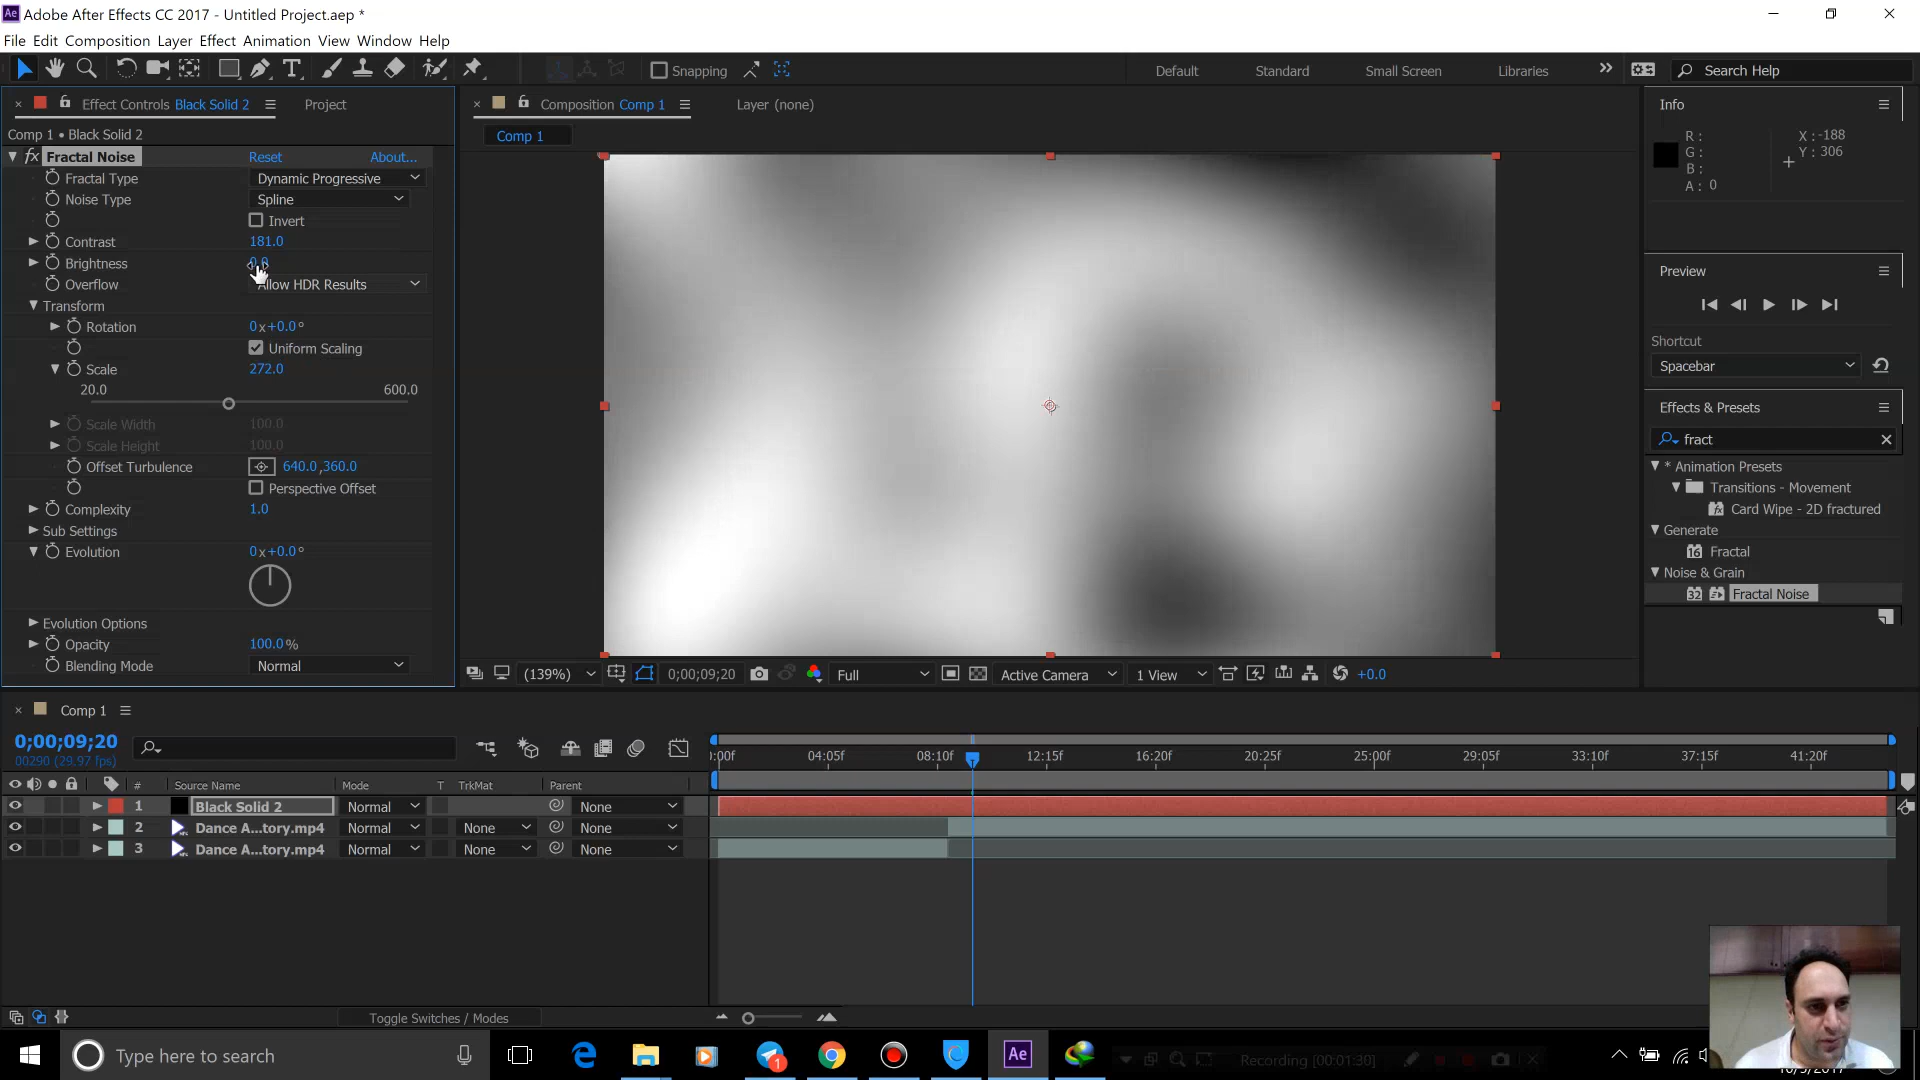 Adobe After Effects CC 2017 - Untitled Project.aep *
File Edit Composition Layer Effect Animation View Window Help
Snapping
Default Standard Small Screen Libraries Search Help
Effect Controls Black Solid 2 Project
Composition Comp 1 Layer (none)
Info
Comp 1 • Black Solid 2
Comp 1
R :
G :
B :
A : 0
X : -188
Y : 306
fx Fractal Noise Reset About...
Fractal Type Dynamic Progressive
Noise Type Spline
Invert
Contrast 181.0
Brightness
Overflow Allow HDR Results
Transform
Rotation 0x+0.0°
Uniform Scaling
Scale 272.0
20.0 600.0
Scale Width 100.0
Scale Height 100.0
Offset Turbulence 640.0,360.0
Perspective Offset
Complexity 1.0
Sub Settings
Evolution 0x+0.0°
Evolution Options
Opacity 100.0%
Blending Mode Normal
Preview
Shortcut
Spacebar
Effects & Presets
fract
* Animation Presets
Transitions - Movement
Card Wipe - 2D fractured
Generate
Fractal
Noise & Grain
Fractal Noise
(139%) 0;00;09;20 Full Active Camera 1 View +0.0
Comp 1
0;00;09;20
00290 (29.97 fps)
:00f 04:05f 08:10f 12:15f 16:20f 20:25f 25:00f 29:05f 33:10f 37:15f 41:20f
# Source Name Mode T TrkMat Parent
1 Black Solid 2 Normal None
2 Dance A...tory.mp4 Normal None None
3 Dance A...tory.mp4 Normal None None
Toggle Switches / Modes
Type here to search
1
Ae
Recording [00:01:30]